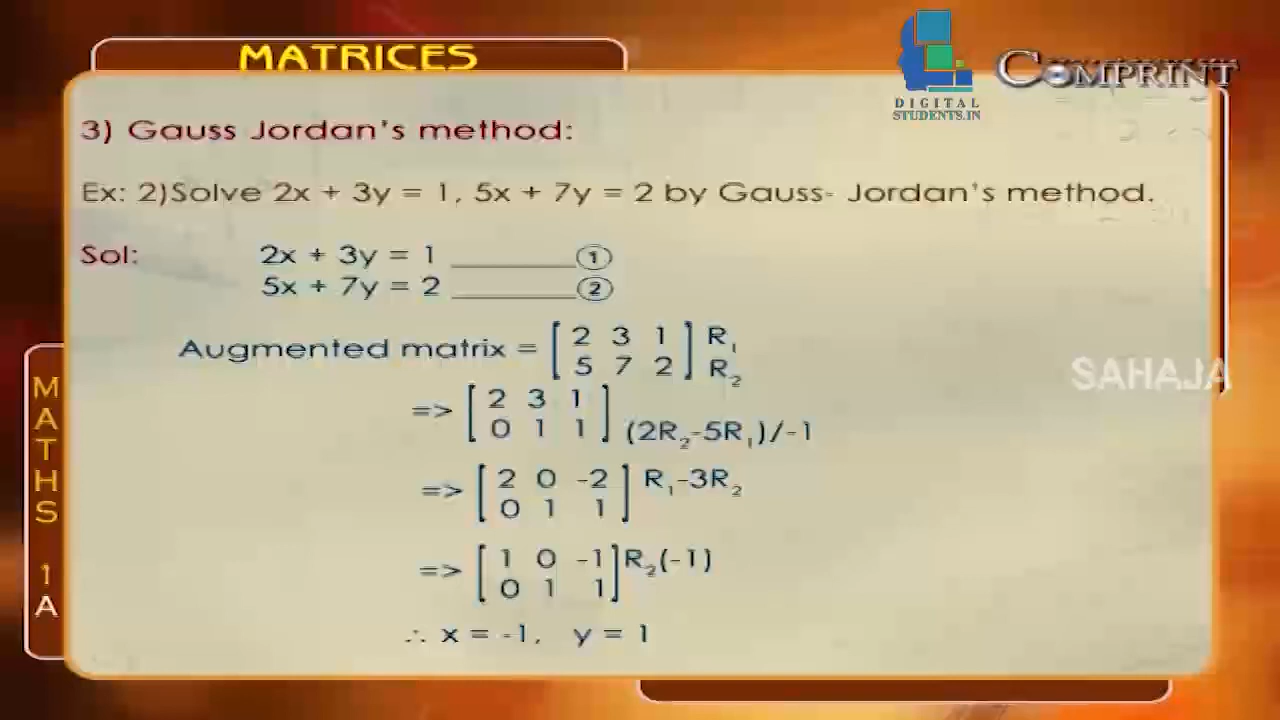 MATRICES
DIGITAL
STUDENTS.IN
COMPRINT
3) Gauss Jordan's method:
Ex: 2)Solve 2x + 3y = 1, 5x + 7y = 2 by Gauss- Jordan's method.
Sol: 2x + 3y = 1 ________ ①
5x + 7y = 2 ________ ②
Augmented matrix = [ 2 3 1 ] R₁
[ 5 7 2 ] R₂
=> [ 2 3 1 ]
[ 0 1 1 ] (2R₂-5R₁)/-1
=> [ 2 0 -2 ] R₁-3R₂
[ 0 1 1 ]
=> [ 1 0 -1 ] R₂(-1)
[ 0 1 1 ]
∴ x = -1, y = 1
MATHS 1A
SAHAJA